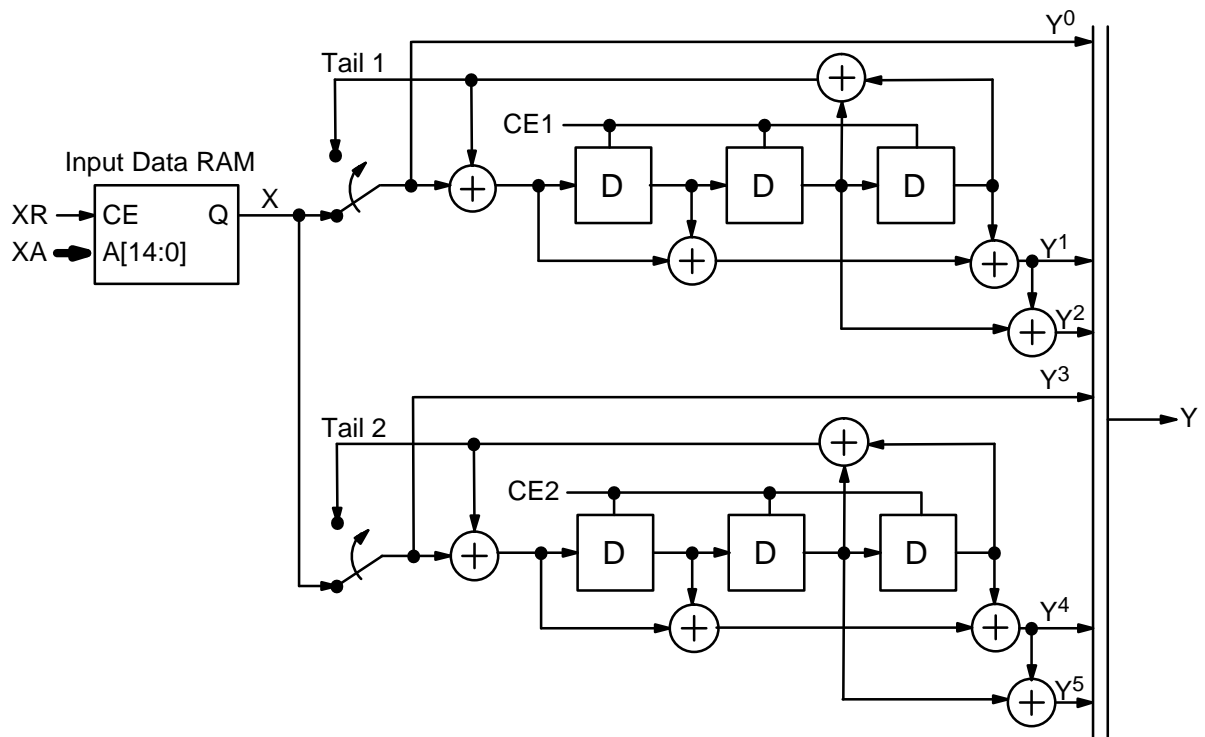 Y⁰
Tail 1
CE1
Input Data RAM
D
D
D
XR
CE
Q
X
XA
A[14:0]
Y¹
Y²
Y³
Y
Tail 2
CE2
D
D
D
Y⁴
Y⁵